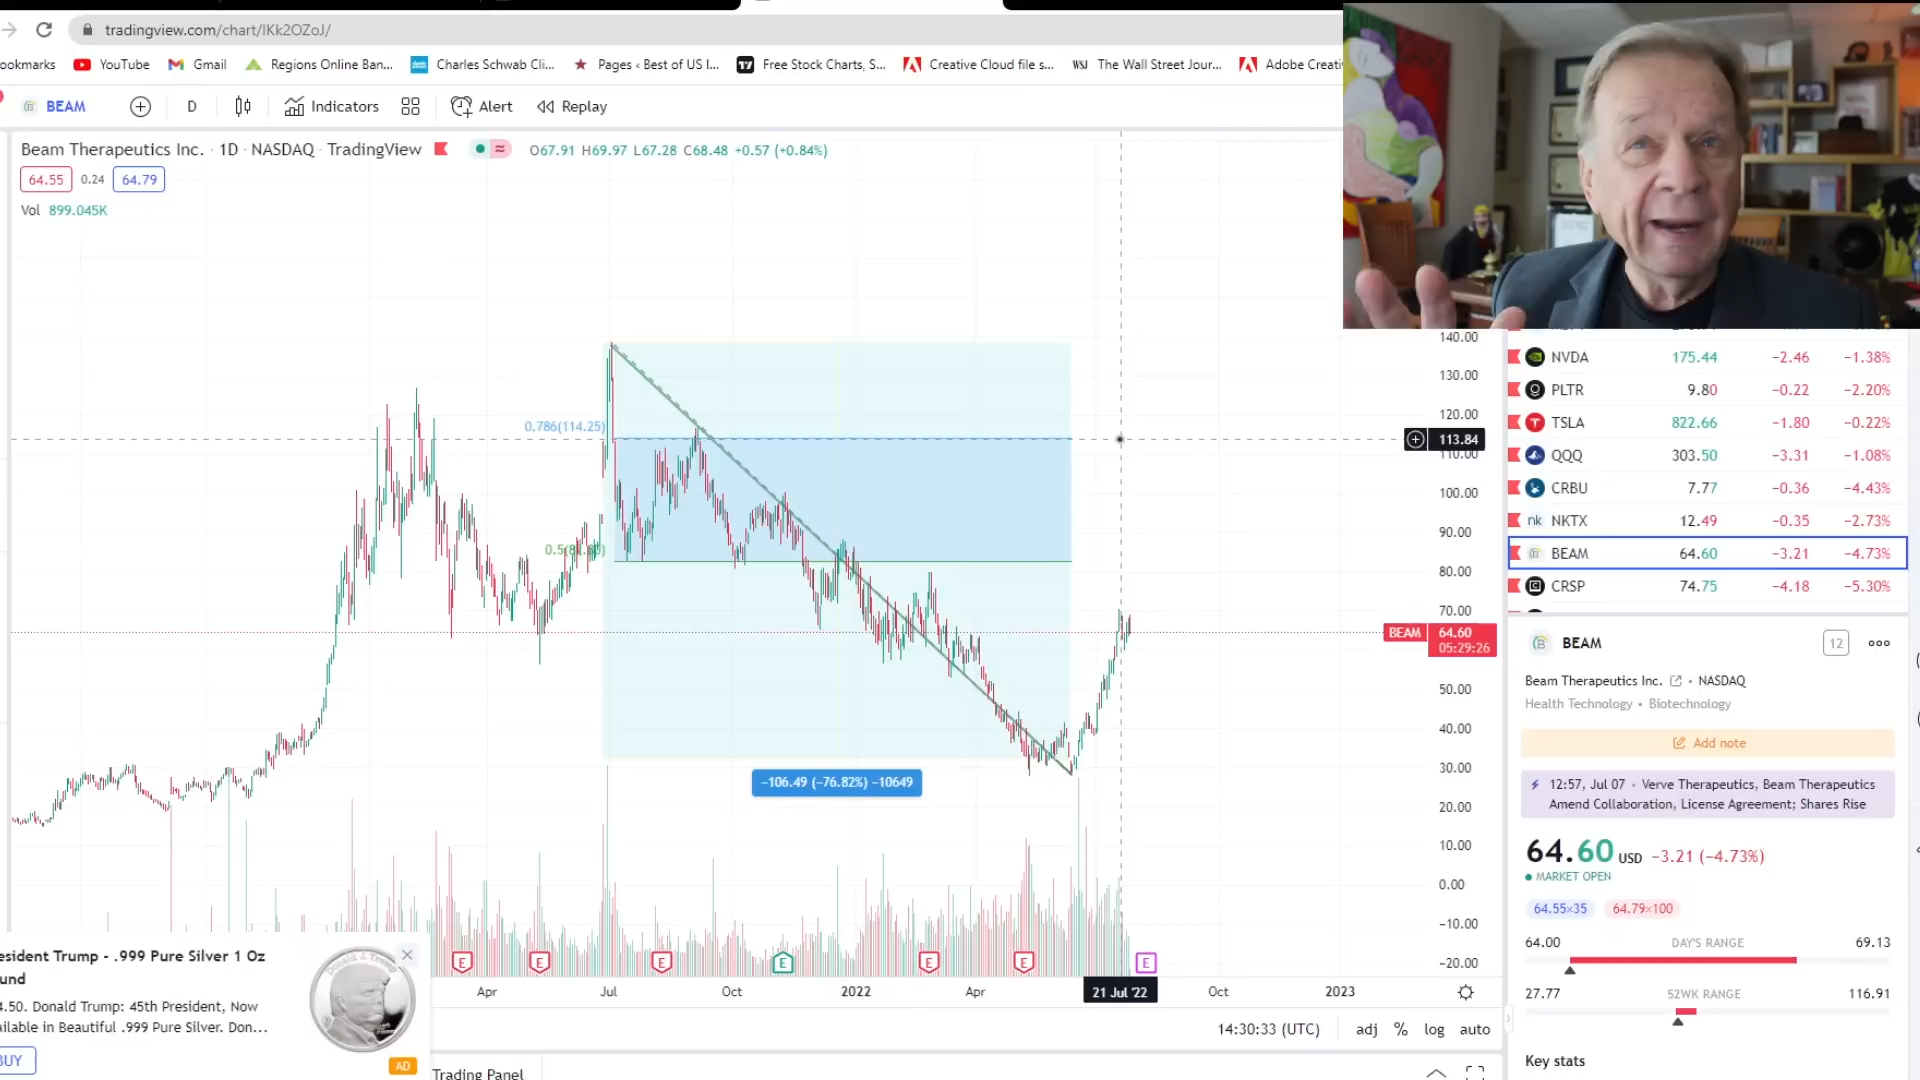 tradingview.com/chart/IKk2OZoJ/
ookmarks YouTube Gmail Regions Online Ban... Charles Schwab Cli... Pages ‹ Best of US I... Free Stock Charts, S... Creative Cloud file s... WSJ The Wall Street Jour... Adobe Creati
BEAM D Indicators Alert Replay
Beam Therapeutics Inc. · 1D · NASDAQ · TradingView O67.91 H69.97 L67.28 C68.48 +0.57 (+0.84%)
64.55 0.24 64.79
Vol 899.045K
140.00
130.00
120.00
0.786(114.25)
113.84
110.00
100.00
90.00
80.00
70.00
BEAM 64.60
05:29:26
50.00
40.00
30.00
−106.49 (−76.82%) −10649
20.00
10.00
0.00
−10.00
−20.00
E E E E E E E
Apr Jul Oct 2022 Apr 21 Jul '22 Oct 2023
14:30:33 (UTC) adj % log auto
Trading Panel
esident Trump - .999 Pure Silver 1 Oz
und
4.50. Donald Trump: 45th President, Now
ailable in Beautiful .999 Pure Silver. Don...
BUY
AD
NVDA 175.44 −2.46 −1.38%
PLTR 9.80 −0.22 −2.20%
TSLA 822.66 −1.80 −0.22%
QQQ 303.50 −3.31 −1.08%
CRBU 7.77 −0.36 −4.43%
nk NKTX 12.49 −0.35 −2.73%
BEAM 64.60 −3.21 −4.73%
CRSP 74.75 −4.18 −5.30%
BEAM 12
Beam Therapeutics Inc. • NASDAQ
Health Technology • Biotechnology
Add note
12:57, Jul 07 · Verve Therapeutics, Beam Therapeutics
Amend Collaboration, License Agreement; Shares Rise
64.60 USD −3.21 (−4.73%)
MARKET OPEN
64.55×35 64.79×100
64.00 DAY'S RANGE 69.13
27.77 52WK RANGE 116.91
Key stats